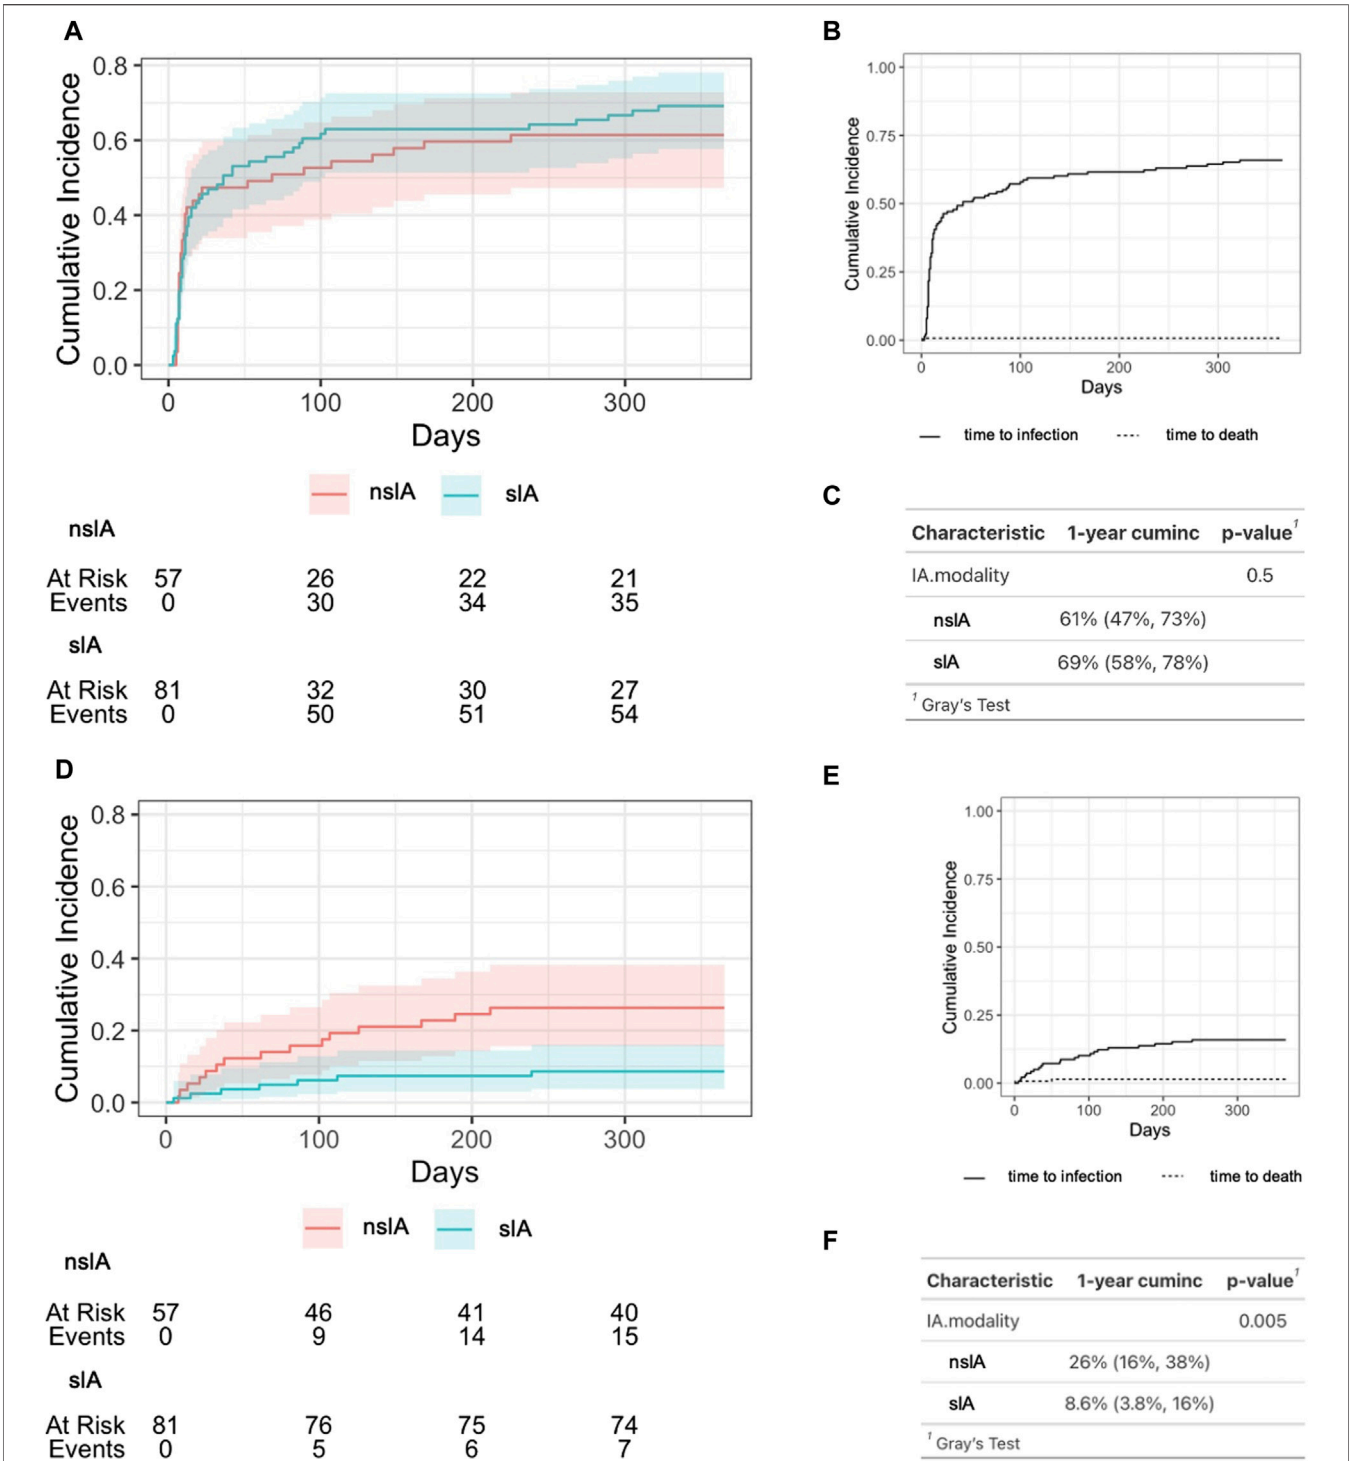 A
Cumulative Incidence
0.8
0.6
0.4
0.2
0.0
0 100 200 300
Days
nsIA sIA
nsIA
At Risk 57 26 22 21
Events 0 30 34 35
sIA
At Risk 81 32 30 27
Events 0 50 51 54
B
Cumulative Incidence
1.00
0.75
0.50
0.25
0.00
0 100 200 300
Days
time to infection time to death
C
Characteristic 1-year cuminc p-value1
IA.modality 0.5
nsIA 61% (47%, 73%)
sIA 69% (58%, 78%)
1 Gray's Test
D
Cumulative Incidence
0.8
0.6
0.4
0.2
0.0
0 100 200 300
Days
nsIA sIA
nsIA
At Risk 57 46 41 40
Events 0 9 14 15
sIA
At Risk 81 76 75 74
Events 0 5 6 7
E
Cumulative Incidence
1.00
0.75
0.50
0.25
0.00
0 100 200 300
Days
time to infection time to death
F
Characteristic 1-year cuminc p-value1
IA.modality 0.005
nsIA 26% (16%, 38%)
sIA 8.6% (3.8%, 16%)
1 Gray's Test